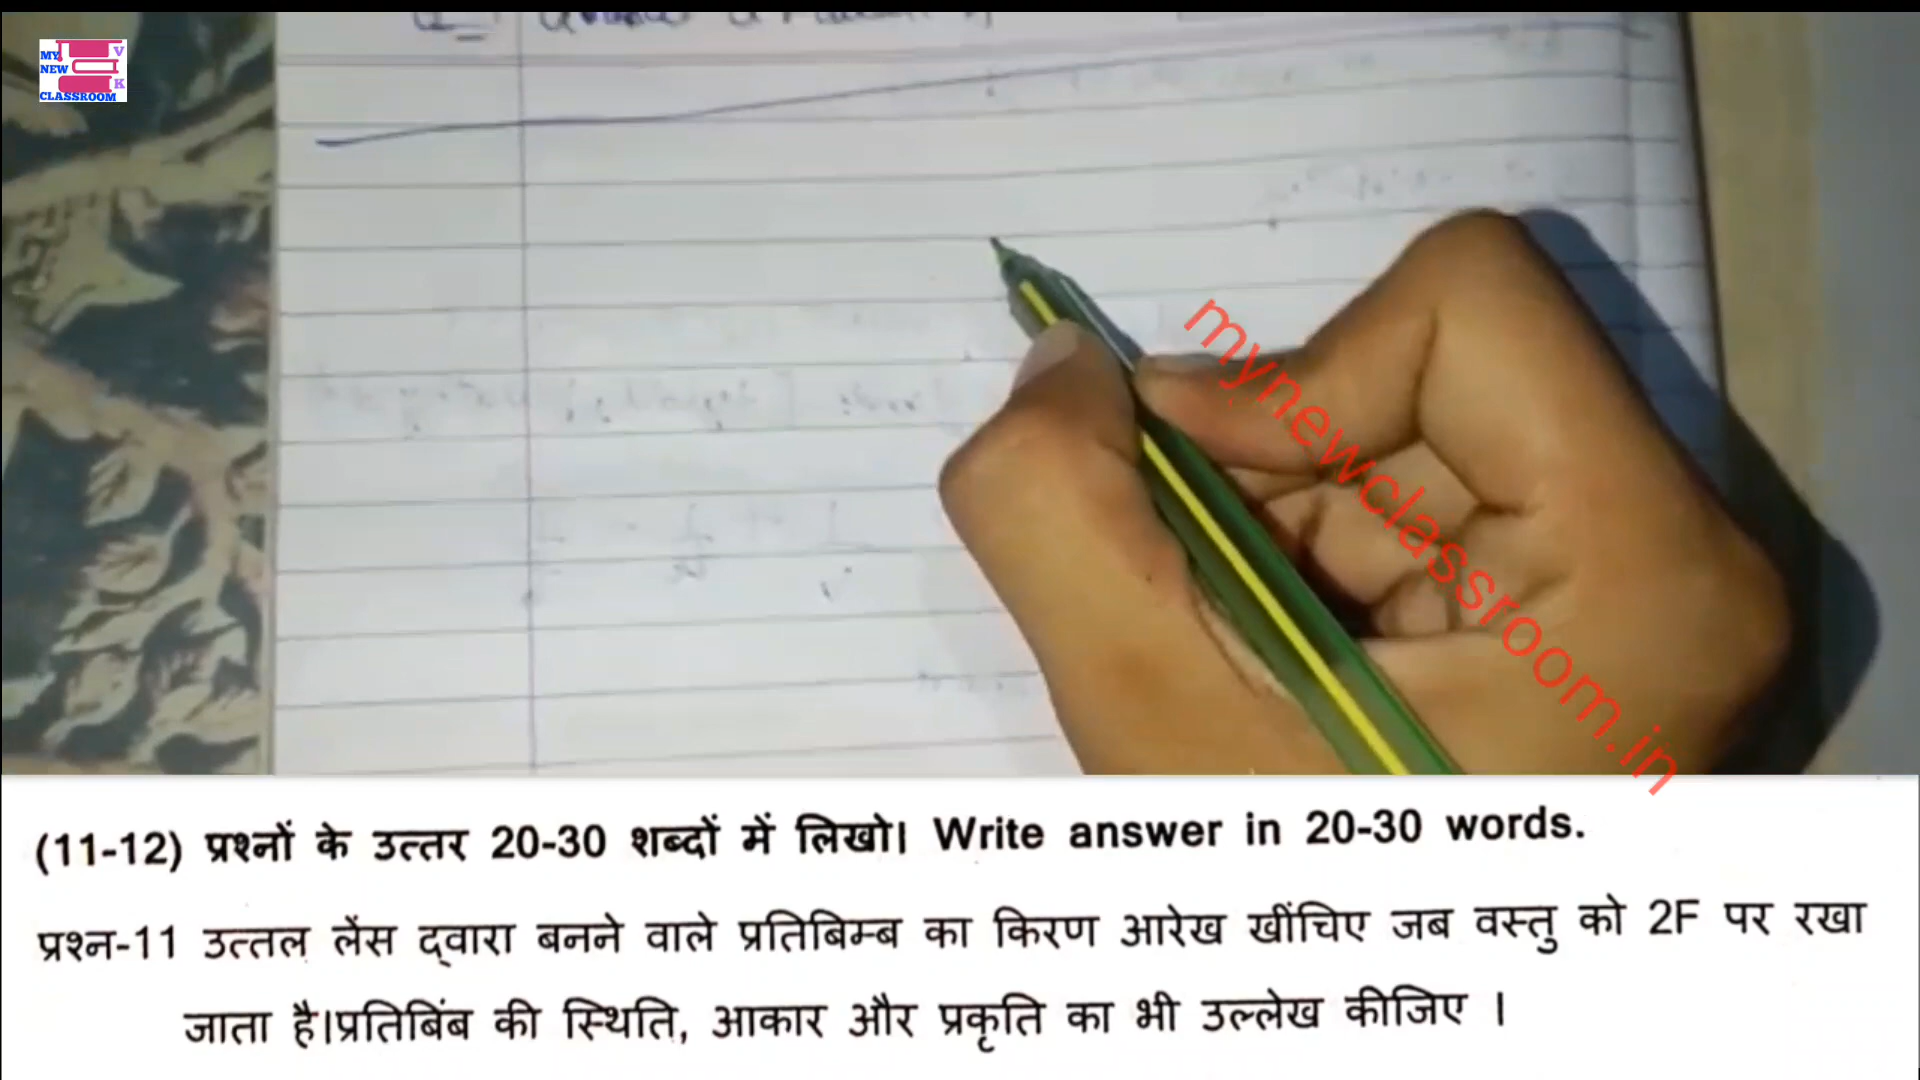 MY NEW CLASSROOM
V K
mynewclassroom.in
(11-12) प्रश्नों के उत्तर 20-30 शब्दों में लिखो। Write answer in 20-30 words.
प्रश्न-11 उत्तल लेंस द्वारा बनने वाले प्रतिबिम्ब का किरण आरेख खींचिए जब वस्तु को 2F पर रखा
जाता है।प्रतिबिंब की स्थिति, आकार और प्रकृति का भी उल्लेख कीजिए ।